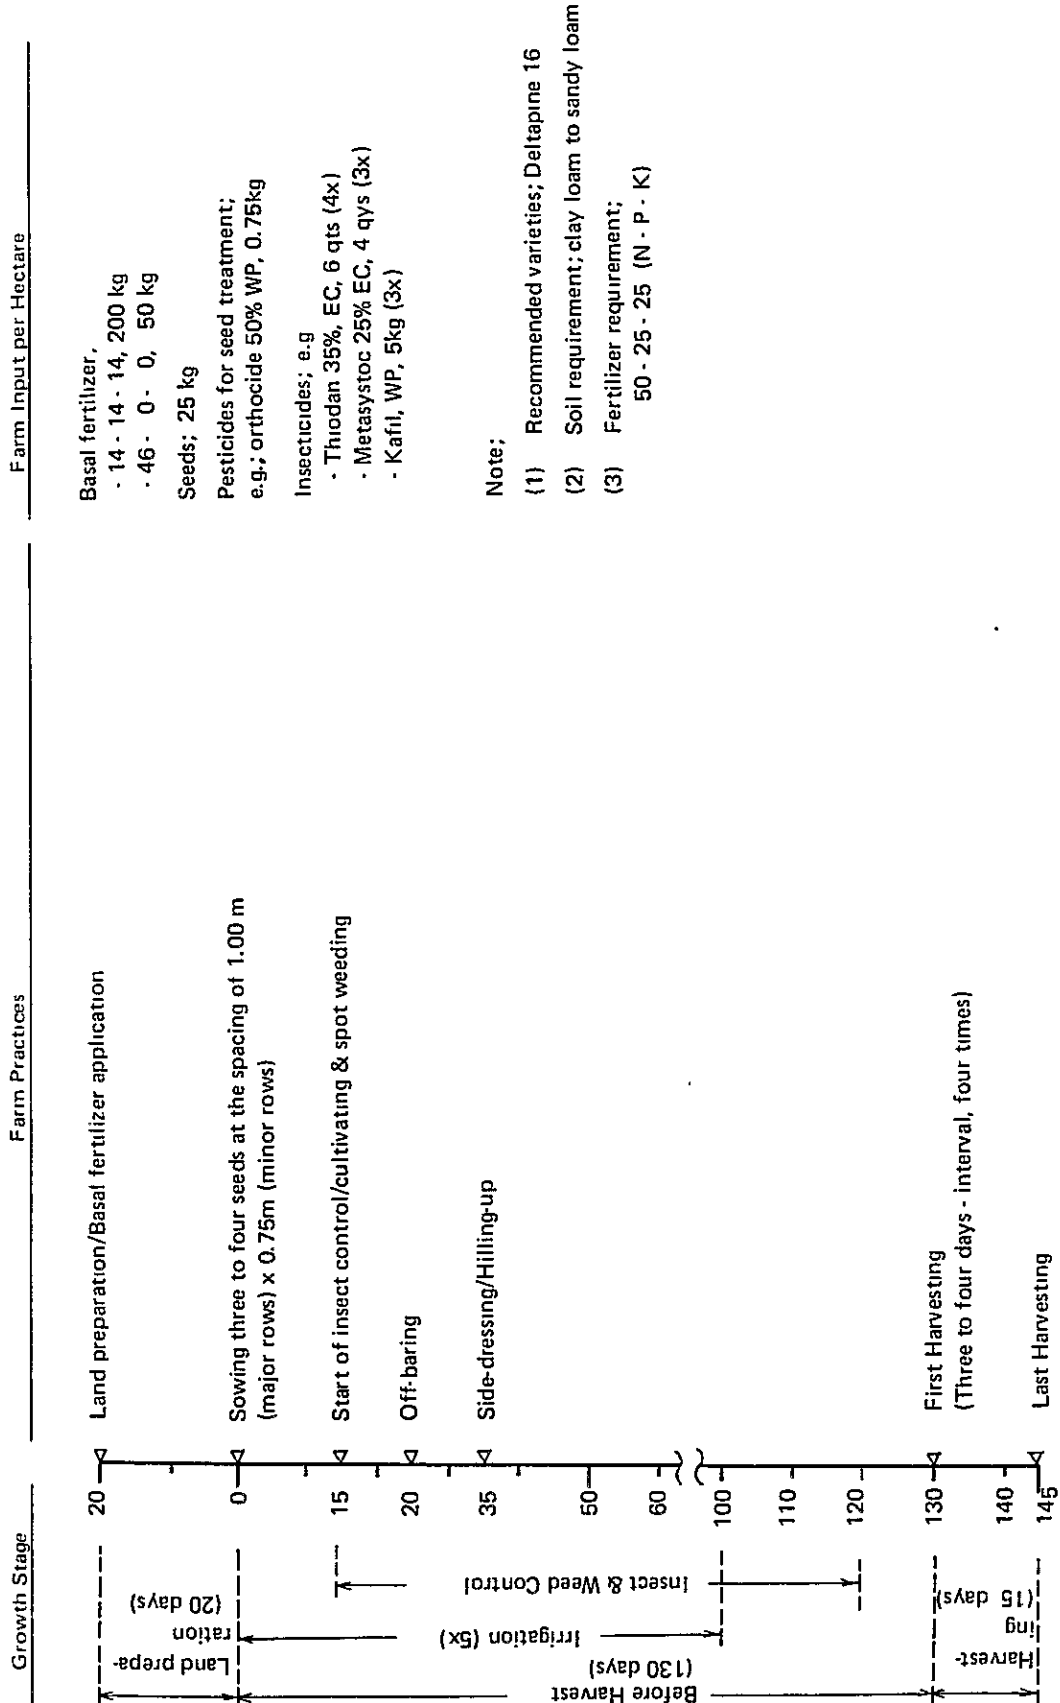 Growth Stage
Farm Practices
Farm Input per Hectare
Land prepa-
ration
(20 days)
Before Harvest
(130 days)
Irrigation (5x)
Insect & Weed Control
Harvest-
ing
(15 days)
20
0
15
20
35
50
60
100
110
120
130
140
145
Land preparation/Basal fertilizer application
Sowing three to four seeds at the spacing of 1.00 m
(major rows) x 0.75m (minor rows)
Start of insect control/cultivating & spot weeding
Off-baring
Side-dressing/Hilling-up
First Harvesting
(Three to four days - interval, four times)
Last Harvesting
Basal fertilizer,
- 14 - 14 - 14, 200 kg
- 46 - 0 - 0, 50 kg
Seeds; 25 kg
Pesticides for seed treatment;
e.g.; orthocide 50% WP, 0.75kg
Insecticides; e.g
- Thiodan 35%, EC, 6 qts (4x)
- Metasystoc 25% EC, 4 qys (3x)
- Kafil, WP, 5kg (3x)
Note;
(1) Recommended varieties; Deltapine 16
(2) Soil requirement; clay loam to sandy loam
(3) Fertilizer requirement;
50 - 25 - 25 (N - P - K)